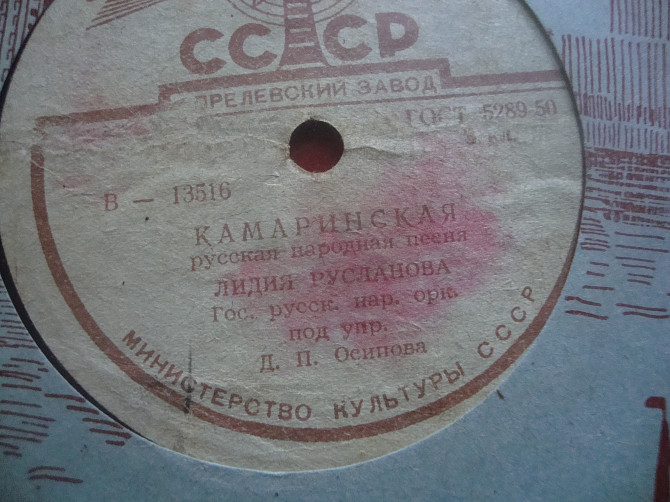 СССР
АПРЕЛЕВСКИЙ ЗАВОД
ГОСТ 5289-50
В — 13516
КАМАРИНСКАЯ
русская народная песня
ЛИДИЯ РУСЛАНОВА
Гос. русск. нар. орк.
под упр.
Д. П. Осипова
МИНИСТЕРСТВО КУЛЬТУРЫ СССР